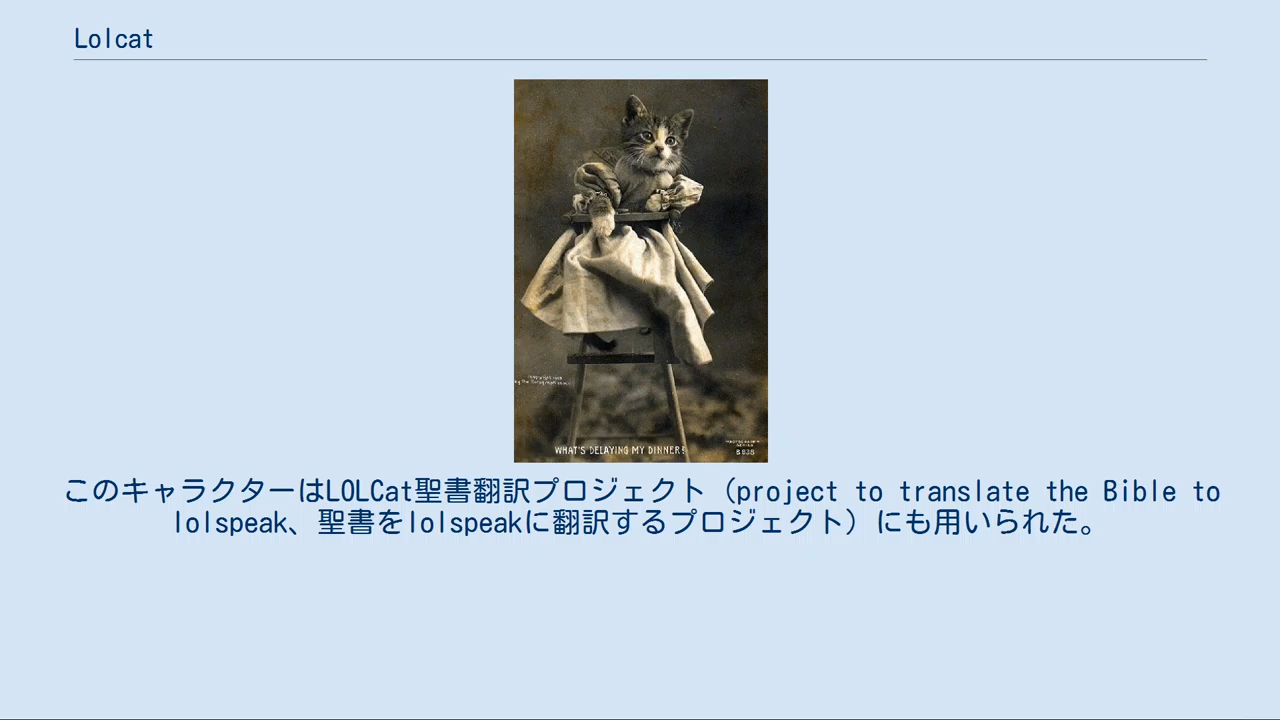 Lolcat
WHAT'S DELAYING MY DINNER?
このキャラクターはLOLCat聖書翻訳プロジェクト（project to translate the Bible to
lolspeak、聖書をlolspeakに翻訳するプロジェクト）にも用いられた。